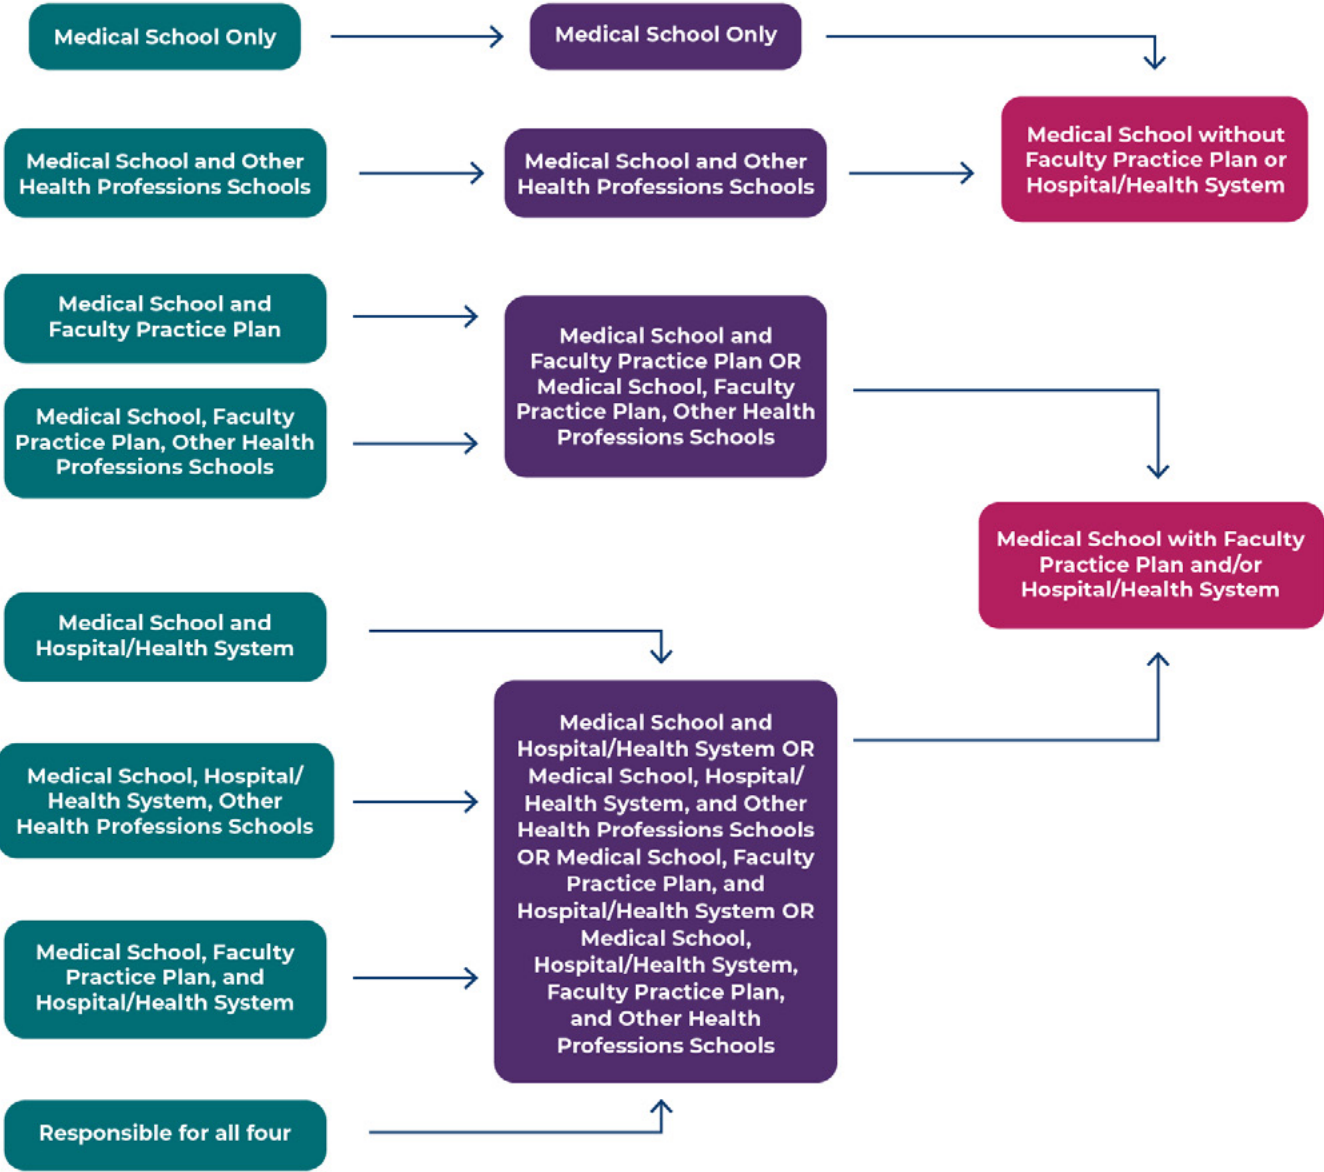 Medical School Only
Medical School Only
Medical School and Other
Health Professions Schools
Medical School and Other
Health Professions Schools
Medical School without
Faculty Practice Plan or
Hospital/Health System
Medical School and
Faculty Practice Plan
Medical School, Faculty
Practice Plan, Other Health
Professions Schools
Medical School and
Faculty Practice Plan OR
Medical School, Faculty
Practice Plan, Other Health
Professions Schools
Medical School with Faculty
Practice Plan and/or
Hospital/Health System
Medical School and
Hospital/Health System
Medical School, Hospital/
Health System, Other
Health Professions Schools
Medical School, Faculty
Practice Plan, and
Hospital/Health System
Responsible for all four
Medical School and
Hospital/Health System OR
Medical School, Hospital/
Health System, and Other
Health Professions Schools
OR Medical School, Faculty
Practice Plan, and
Hospital/Health System OR
Medical School,
Hospital/Health System,
Faculty Practice Plan,
and Other Health
Professions Schools